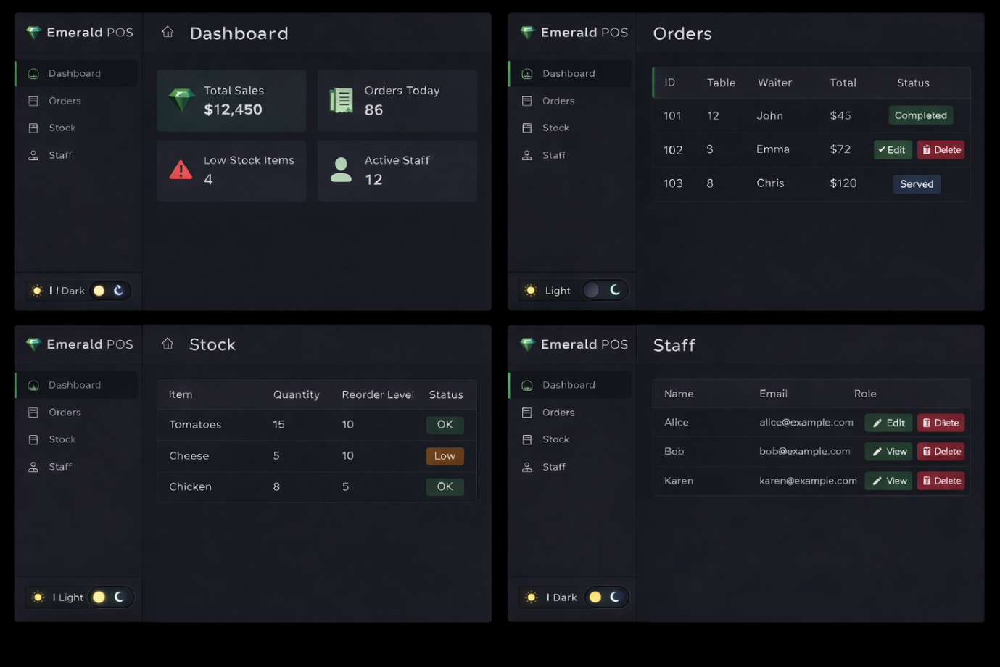 Emerald POS
Dashboard
Dashboard
Orders
Stock
Staff
Total Sales
$12,450
Orders Today
86
Low Stock Items
4
Active Staff
12
Dark
Emerald POS
Orders
Dashboard
Orders
Stock
Staff
ID Table Waiter Total Status
101 12 John $45 Completed
102 3 Emma $72 Edit Delete
103 8 Chris $120 Served
Light
Emerald POS
Stock
Dashboard
Orders
Stock
Staff
Item Quantity Reorder Level Status
Tomatoes 15 10 OK
Cheese 5 10 Low
Chicken 8 5 OK
I Light
Emerald POS
Staff
Dashboard
Orders
Stock
Staff
Name Email Role
Alice alice@example.com Edit Dliete
Bob bob@example.com View Delete
Karen karen@example.com View Delete
I Dark